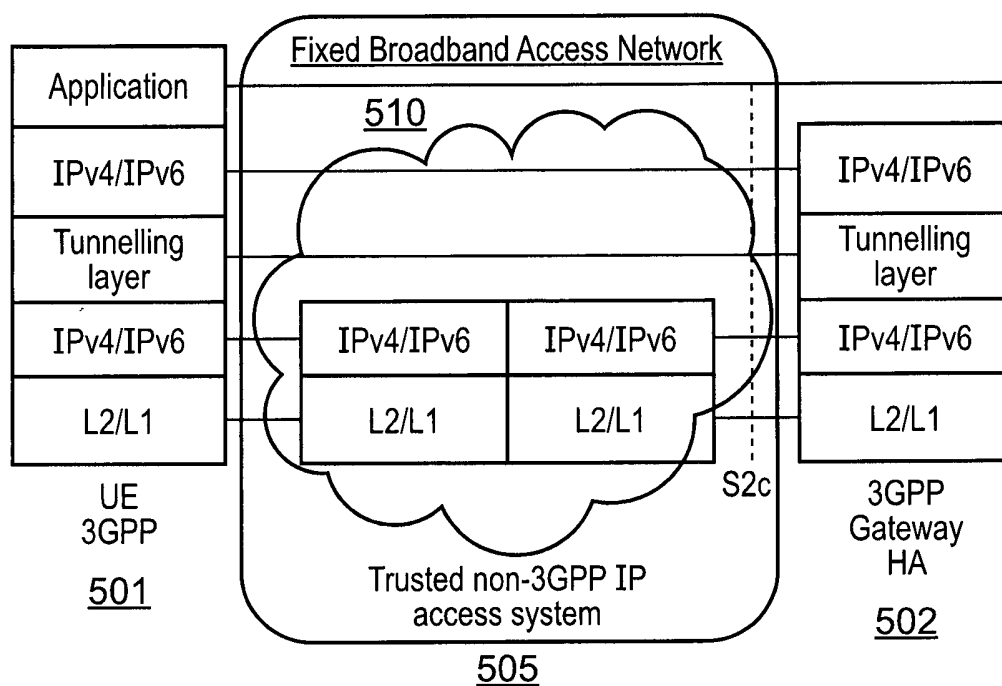 Fixed Broadband Access Network
Application
510
IPv4/IPv6
IPv4/IPv6
Tunnelling
layer
Tunnelling
layer
IPv4/IPv6
IPv4/IPv6
IPv4/IPv6
IPv4/IPv6
L2/L1
L2/L1
L2/L1
L2/L1
S2c
UE
3GPP
501
3GPP
Gateway
HA
502
Trusted non-3GPP IP
access system
505